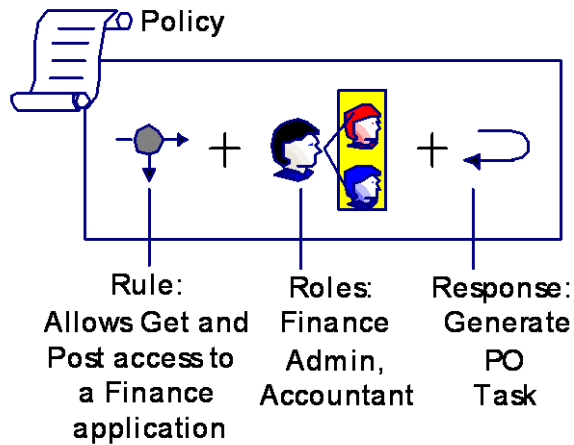 Policy
Rule:
Allows Get and
Post access to
a Finance
application
Roles:
Finance
Admin,
Accountant
Response:
Generate
PO
Task